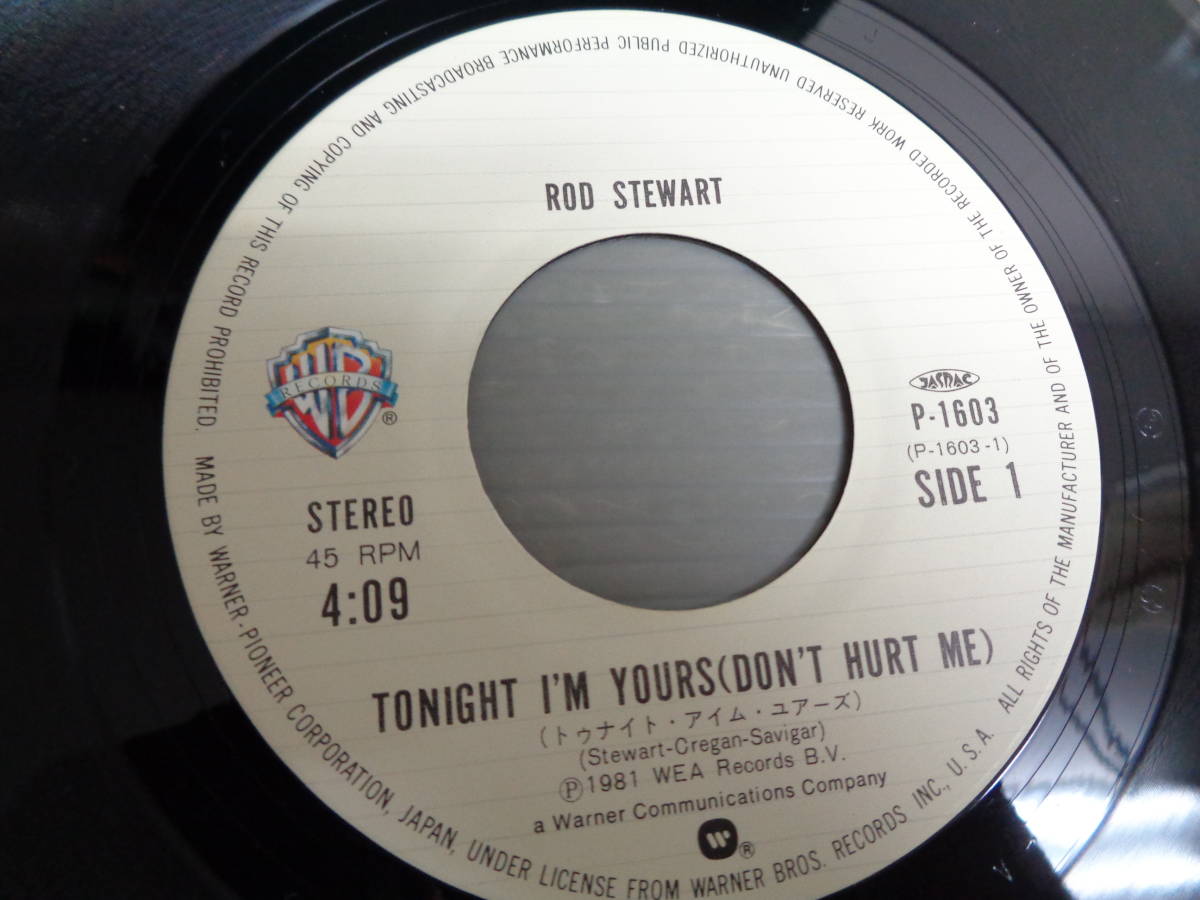 ROD STEWART
WB
RECORDS
®
STEREO
45 RPM
4:09
JASRAC
P-1603
(P-1603-1)
SIDE 1
TONIGHT I'M YOURS(DON'T HURT ME)
(トゥナイト・アイム・ユアーズ)
(Stewart-Cregan-Savigar)
Ⓟ1981 WEA Records B.V.
a Warner Communications Company
®
ALL RIGHTS OF THE MANUFACTURER AND OF THE OWNER OF THE RECORDED WORK RESERVED UNAUTHORIZED PUBLIC PERFORMANCE BROADCASTING AND COPYING OF THIS RECORD PROHIBITED.
MADE BY WARNER-PIONEER CORPORATION, JAPAN, UNDER LICENSE FROM WARNER BROS. RECORDS INC., U.S.A.